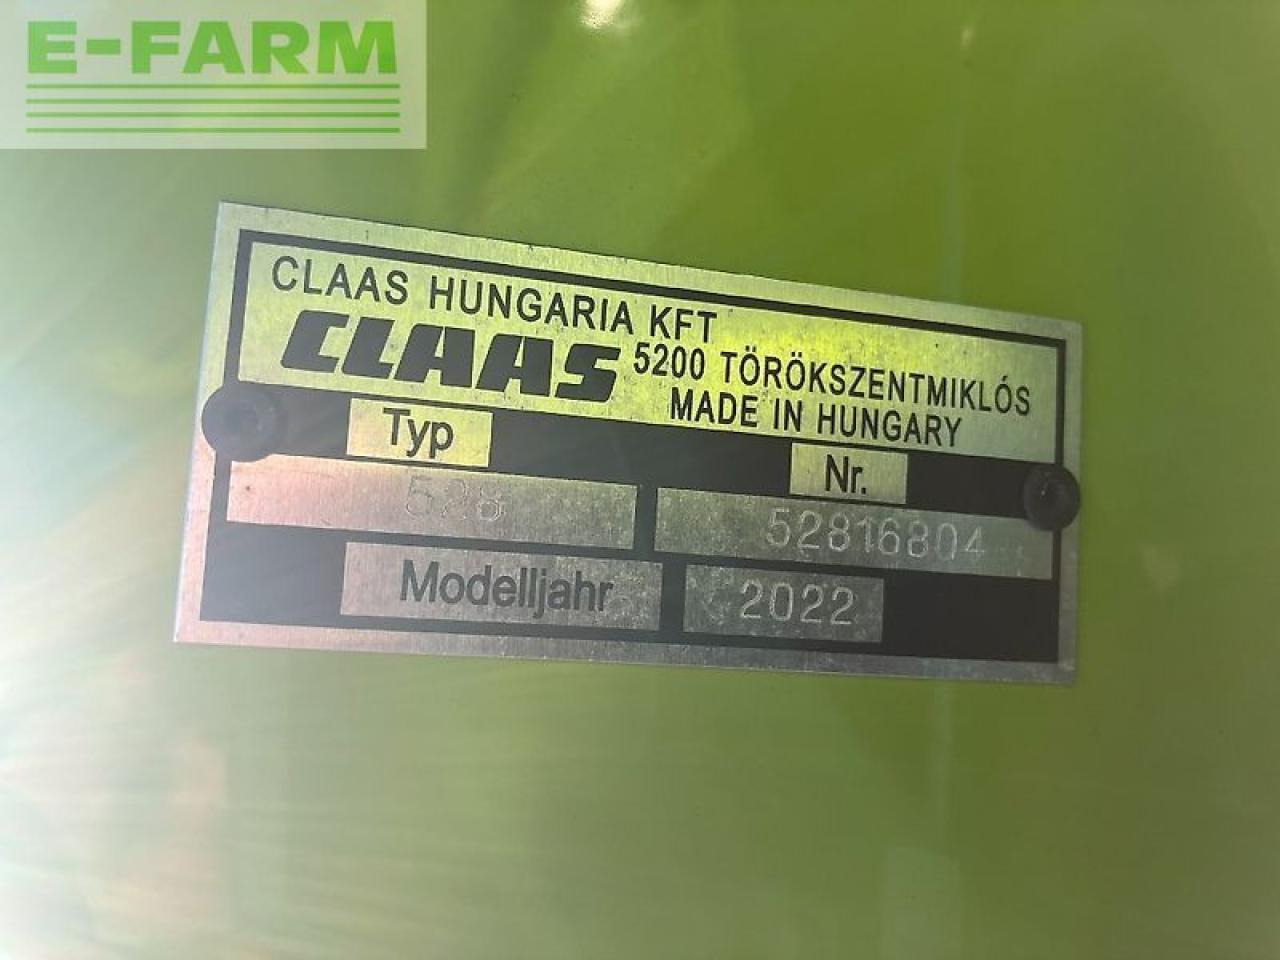 E-FARM
CLAAS HUNGARIA KFT
CLAAS 5200 TÖRÖKSZENTMIKLÓS
MADE IN HUNGARY
Typ Nr.
528 52816804
Modelljahr 2022